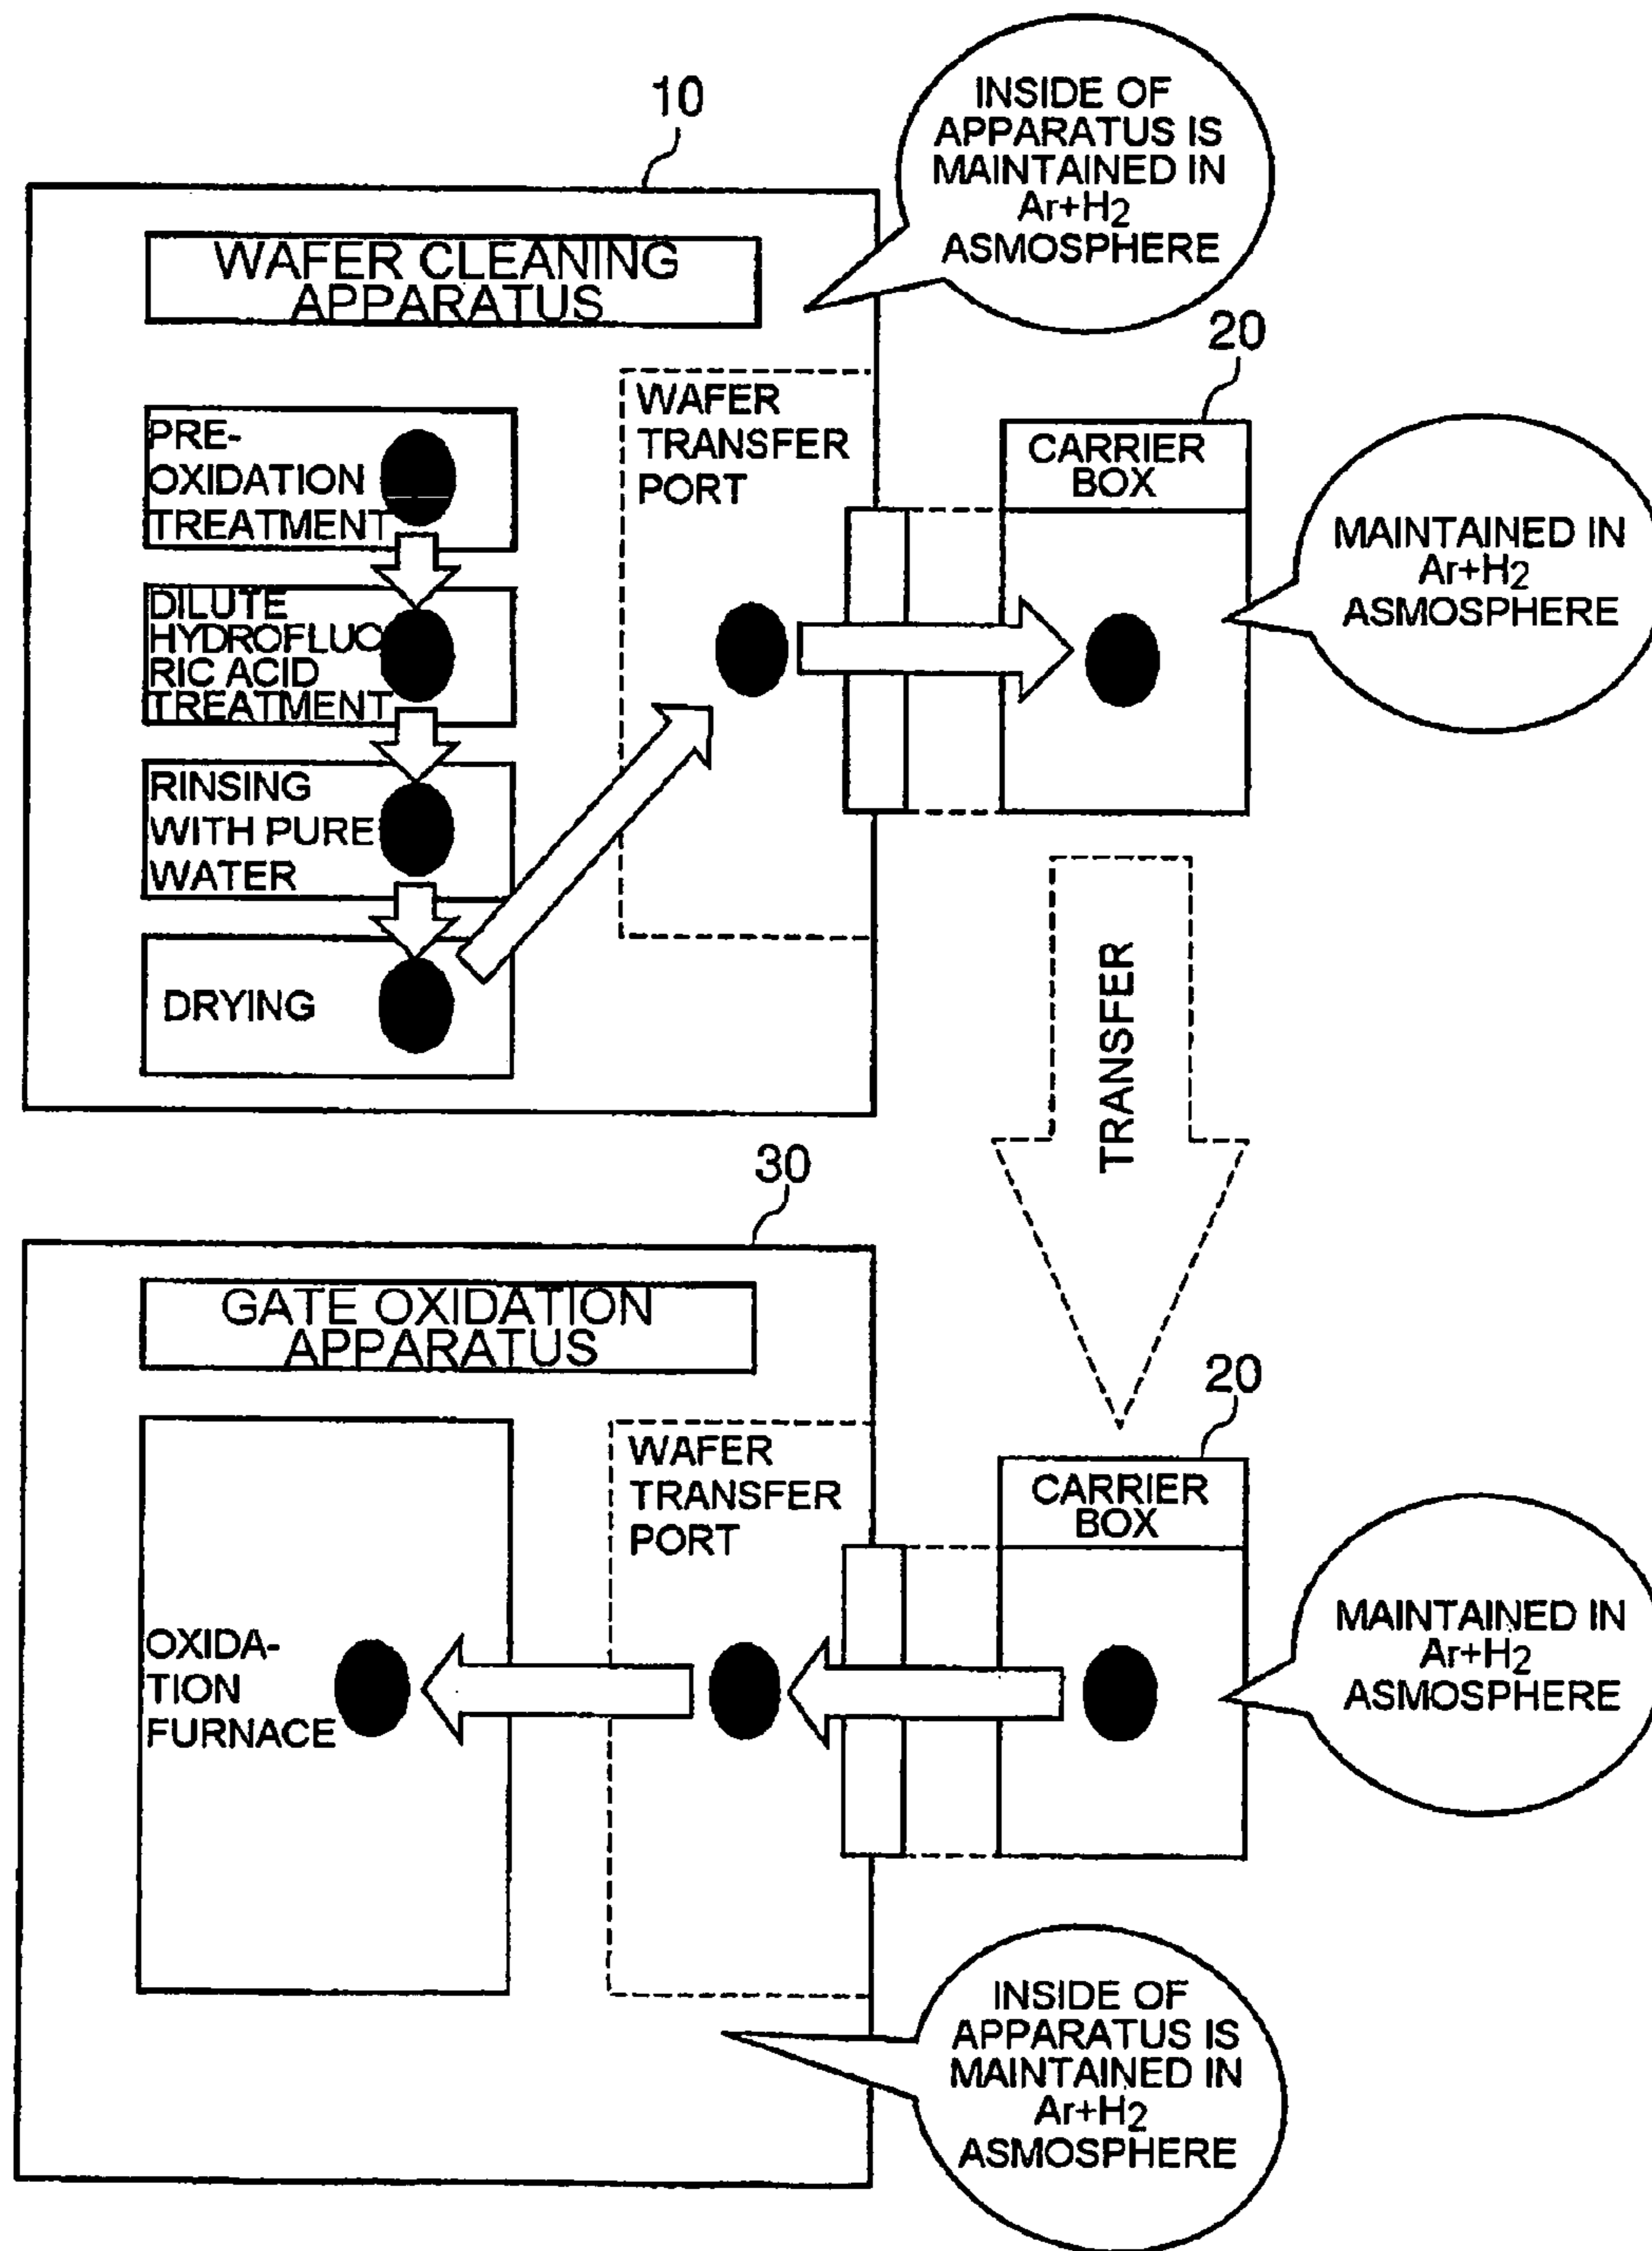 10
INSIDE OF
APPARATUS IS
MAINTAINED IN
Ar+H2
ASMOSPHERE
WAFER CLEANING
APPARATUS
20
WAFER
TRANSFER
PORT
CARRIER
BOX
PRE-
OXIDATION
TREATMENT
MAINTAINED IN
Ar+H2
ASMOSPHERE
DILUTE
HYDROFLUO
RIC ACID
TREATMENT
RINSING
WITH PURE
WATER
DRYING
TRANSFER
30
GATE OXIDATION
APPARATUS
20
WAFER
TRANSFER
PORT
CARRIER
BOX
OXIDA-
TION
FURNACE
MAINTAINED IN
Ar+H2
ASMOSPHERE
INSIDE OF
APPARATUS IS
MAINTAINED IN
Ar+H2
ASMOSPHERE